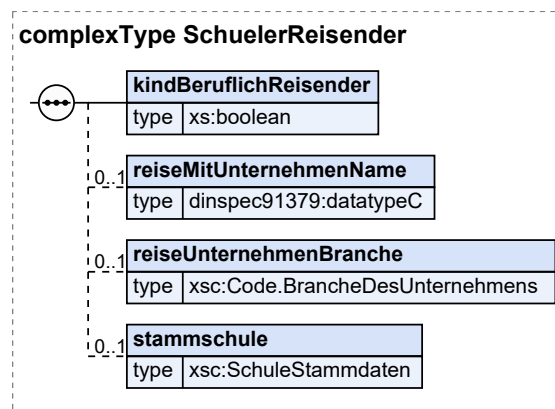 complexType SchuelerReisender
kindBeruflichReisender
type xs:boolean
0..1 reiseMitUnternehmenName
type dinspec91379:datatypeC
0..1 reiseUnternehmenBranche
type xsc:Code.BrancheDesUnternehmens
0..1 stammschule
type xsc:SchuleStammdaten